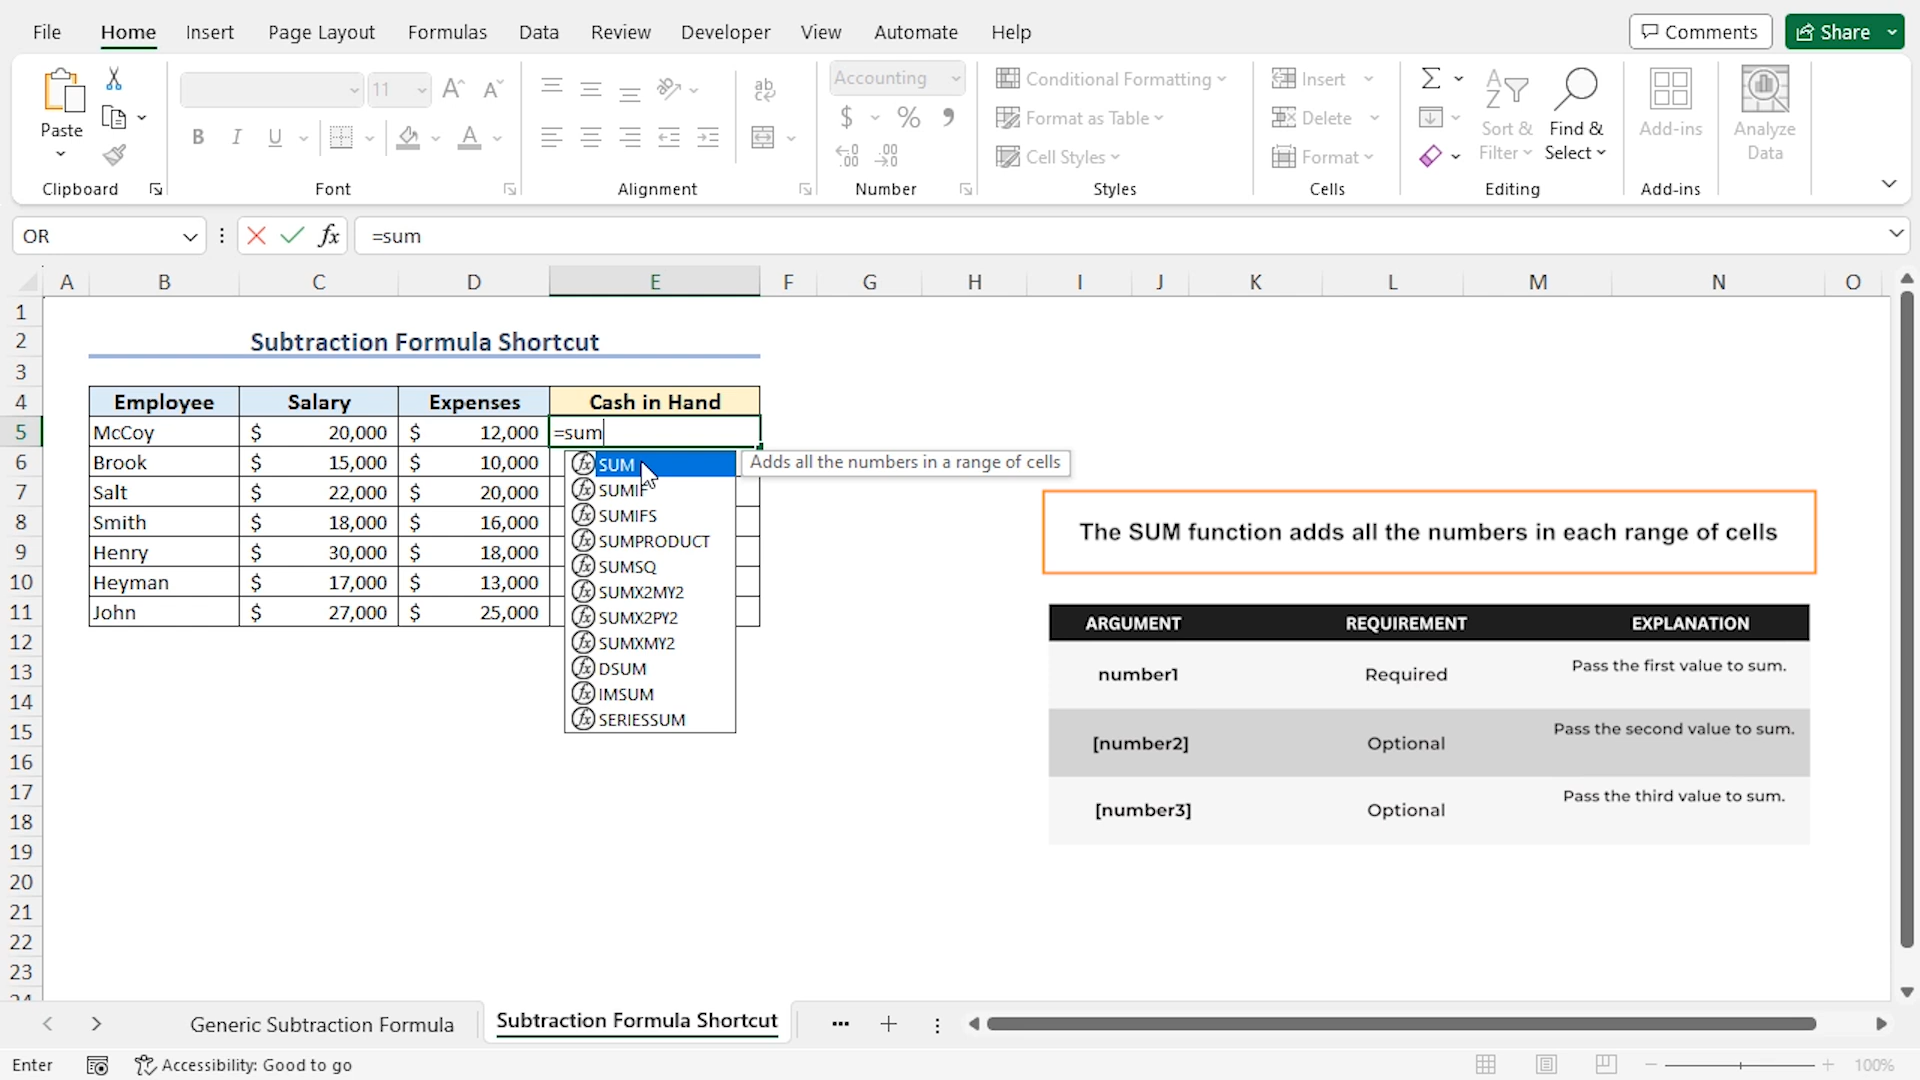 File Home Insert Page Layout Formulas Data Review Developer View Automate Help Comments Share
Paste
Clipboard
11
B I U A
Font
ab
Alignment
Accounting
$ % ,
Number
Conditional Formatting
Format as Table
Cell Styles
Styles
Insert
Delete
Format
Cells
Sort & Filter
Find & Select
Editing
Add-ins
Add-ins
Analyze Data
OR fx =sum
A B C D E F G H I J K L M N O
1
2 Subtraction Formula Shortcut
3
4 Employee Salary Expenses Cash in Hand
5 McCoy $ 20,000 $ 12,000 =sum
6 Brook $ 15,000 $ 10,000
7 Salt $ 22,000 $ 20,000
8 Smith $ 18,000 $ 16,000
9 Henry $ 30,000 $ 18,000
10 Heyman $ 17,000 $ 13,000
11 John $ 27,000 $ 25,000
12
13
14
15
16
17
18
19
20
21
22
23
24
SUM
SUMIF
SUMIFS
SUMPRODUCT
SUMSQ
SUMX2MY2
SUMX2PY2
SUMXMY2
DSUM
IMSUM
SERIESSUM
Adds all the numbers in a range of cells
The SUM function adds all the numbers in each range of cells
ARGUMENT REQUIREMENT EXPLANATION
number1 Required Pass the first value to sum.
[number2] Optional Pass the second value to sum.
[number3] Optional Pass the third value to sum.
Generic Subtraction Formula Subtraction Formula Shortcut ...
Enter Accessibility: Good to go 100%